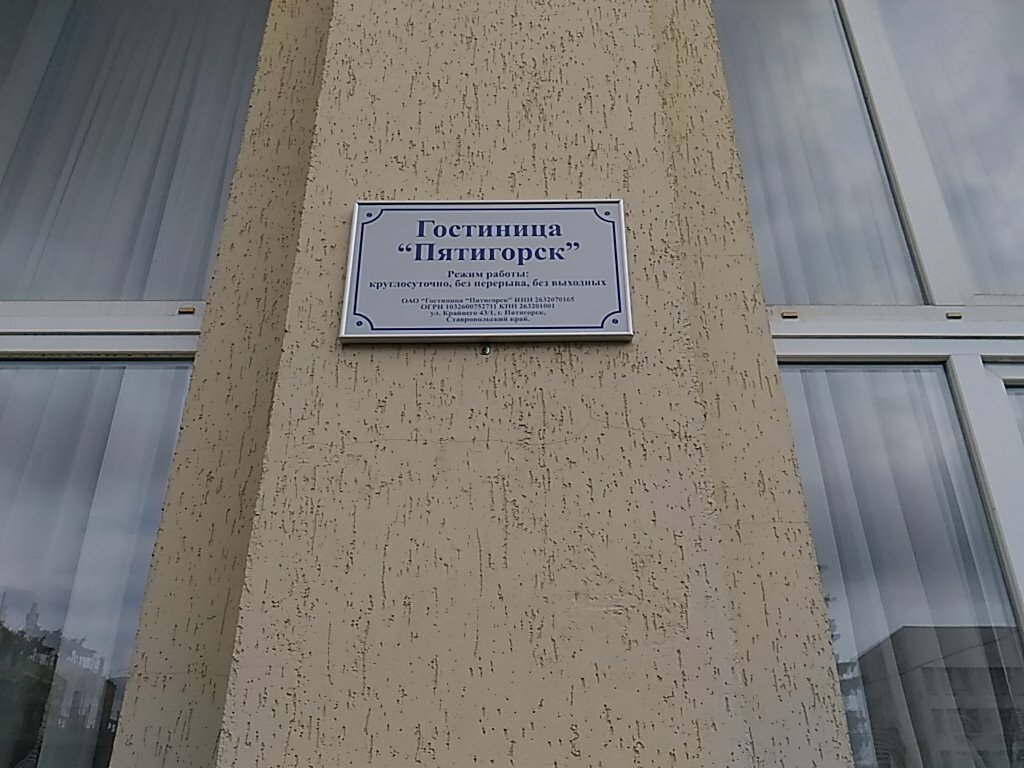 Гостиница
“Пятигорск”
Режим работы:
круглосуточно, без перерыва, без выходных
ОАО “Гостиница “Пятигорск” ИНН 2632070165
ОГРН 1032600752711 КПП 263201001
ул. Крайнего 43/1, г. Пятигорск,
Ставропольский край.